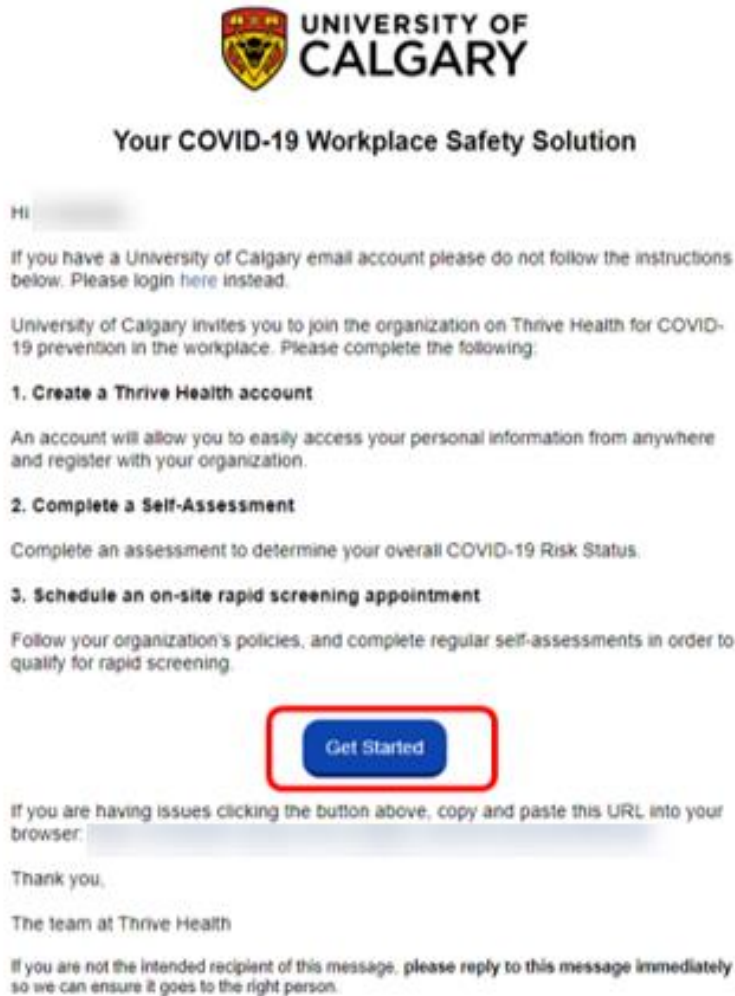 UNIVERSITY OF
CALGARY
Your COVID-19 Workplace Safety Solution
Hi
If you have a University of Calgary email account please do not follow the instructions
below. Please login here instead.
University of Calgary invites you to join the organization on Thrive Health for COVID-
19 prevention in the workplace. Please complete the following:
1. Create a Thrive Health account
An account will allow you to easily access your personal information from anywhere
and register with your organization.
2. Complete a Self-Assessment
Complete an assessment to determine your overall COVID-19 Risk Status.
3. Schedule an on-site rapid screening appointment
Follow your organization's policies, and complete regular self-assessments in order to
qualify for rapid screening.
Get Started
If you are having issues clicking the button above, copy and paste this URL into your
browser:
Thank you,
The team at Thrive Health
If you are not the intended recipient of this message, please reply to this message immediately
so we can ensure it goes to the right person.